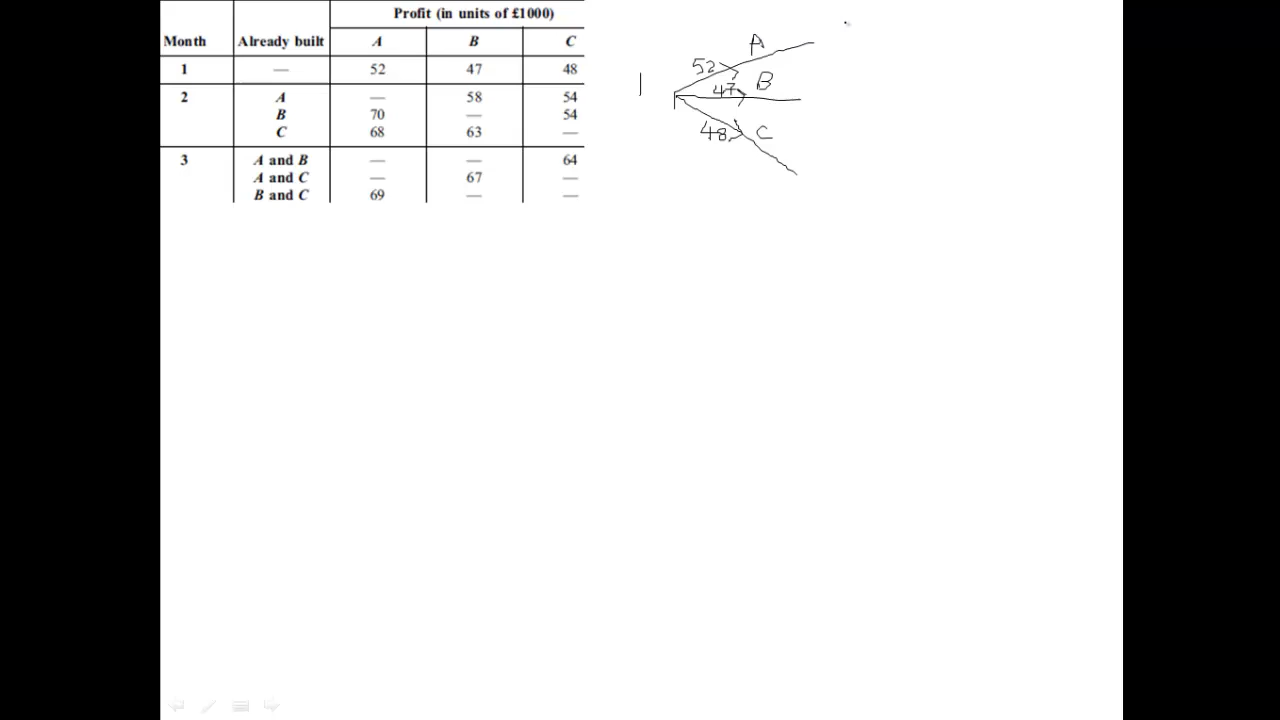 Profit (in units of £1000)
Month Already built A B C
1 — 52 47 48
2 A — 58 54
B 70 — 54
C 68 63 —
3 A and B — — 64
A and C — 67 —
B and C 69 — —
A
52
B
47
1
48 C